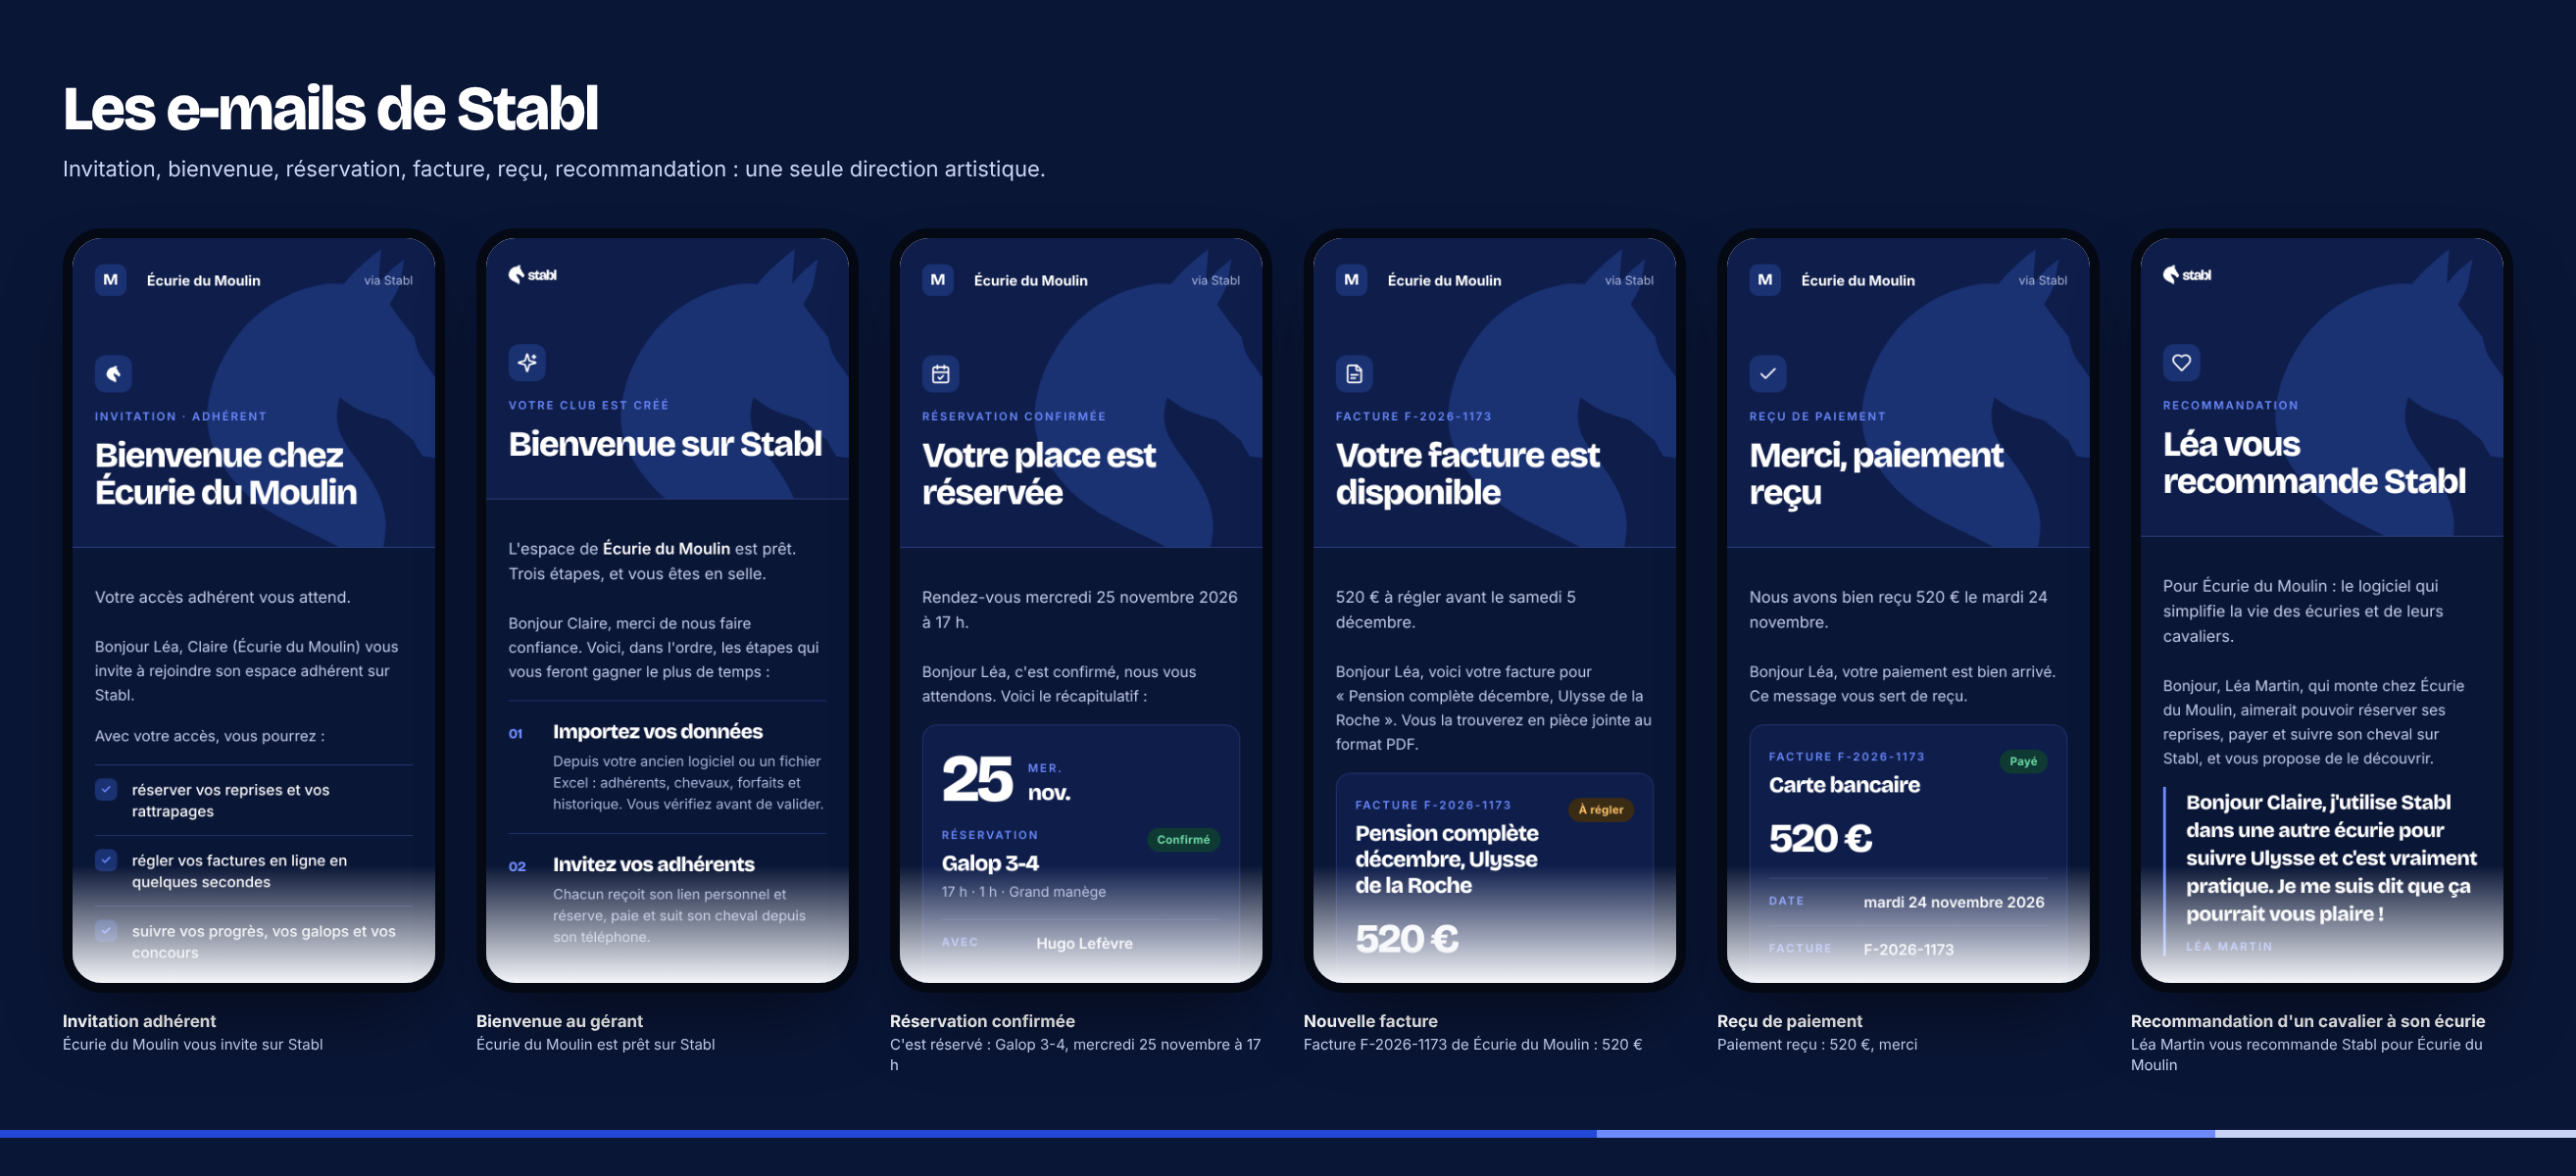 Les e-mails de Stabl
Invitation, bienvenue, réservation, facture, reçu, recommandation : une seule direction artistique.
M Écurie du Moulin via Stabl
INVITATION · ADHÉRENT
Bienvenue chez
Écurie du Moulin
Votre accès adhérent vous attend.
Bonjour Léa, Claire (Écurie du Moulin) vous
invite à rejoindre son espace adhérent sur
Stabl.
Avec votre accès, vous pourrez :
réserver vos reprises et vos
rattrapages
régler vos factures en ligne en
quelques secondes
suivre vos progrès, vos galops et vos
concours
Invitation adhérent
Écurie du Moulin vous invite sur Stabl
stabl
VOTRE CLUB EST CRÉÉ
Bienvenue sur Stabl
L'espace de Écurie du Moulin est prêt.
Trois étapes, et vous êtes en selle.
Bonjour Claire, merci de nous faire
confiance. Voici, dans l'ordre, les étapes qui
vous feront gagner le plus de temps :
01 Importez vos données
Depuis votre ancien logiciel ou un fichier
Excel : adhérents, chevaux, forfaits et
historique. Vous vérifiez avant de valider.
02 Invitez vos adhérents
Chacun reçoit son lien personnel et
réserve, paie et suit son cheval depuis
son téléphone.
Bienvenue au gérant
Écurie du Moulin est prêt sur Stabl
M Écurie du Moulin via Stabl
RÉSERVATION CONFIRMÉE
Votre place est
réservée
Rendez-vous mercredi 25 novembre 2026
à 17 h.
Bonjour Léa, c'est confirmé, nous vous
attendons. Voici le récapitulatif :
25 MER.
nov.
RÉSERVATION Confirmé
Galop 3-4
17 h · 1 h · Grand manège
AVEC Hugo Lefèvre
Réservation confirmée
C'est réservé : Galop 3-4, mercredi 25 novembre à 17
h
M Écurie du Moulin via Stabl
FACTURE F-2026-1173
Votre facture est
disponible
520 € à régler avant le samedi 5
décembre.
Bonjour Léa, voici votre facture pour
« Pension complète décembre, Ulysse de la
Roche ». Vous la trouverez en pièce jointe au
format PDF.
FACTURE F-2026-1173 À régler
Pension complète
décembre, Ulysse
de la Roche
520 €
Nouvelle facture
Facture F-2026-1173 de Écurie du Moulin : 520 €
M Écurie du Moulin via Stabl
REÇU DE PAIEMENT
Merci, paiement
reçu
Nous avons bien reçu 520 € le mardi 24
novembre.
Bonjour Léa, votre paiement est bien arrivé.
Ce message vous sert de reçu.
FACTURE F-2026-1173 Payé
Carte bancaire
520 €
DATE mardi 24 novembre 2026
FACTURE F-2026-1173
Reçu de paiement
Paiement reçu : 520 €, merci
stabl
RECOMMANDATION
Léa vous
recommande Stabl
Pour Écurie du Moulin : le logiciel qui
simplifie la vie des écuries et de leurs
cavaliers.
Bonjour, Léa Martin, qui monte chez Écurie
du Moulin, aimerait pouvoir réserver ses
reprises, payer et suivre son cheval sur
Stabl, et vous propose de le découvrir.
Bonjour Claire, j'utilise Stabl
dans une autre écurie pour
suivre Ulysse et c'est vraiment
pratique. Je me suis dit que ça
pourrait vous plaire !
LÉA MARTIN
Recommandation d'un cavalier à son écurie
Léa Martin vous recommande Stabl pour Écurie du
Moulin